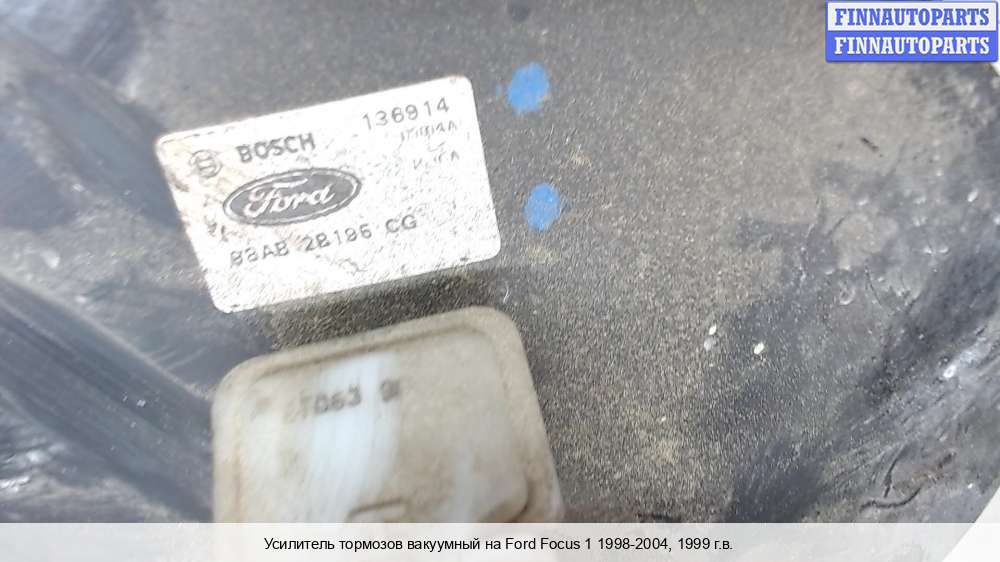 FINNAUTOPARTS
FINNAUTOPARTS
BOSCH 136914
Ford
98AB 2B195 CG
Усилитель тормозов вакуумный на Ford Focus 1 1998-2004, 1999 г.в.